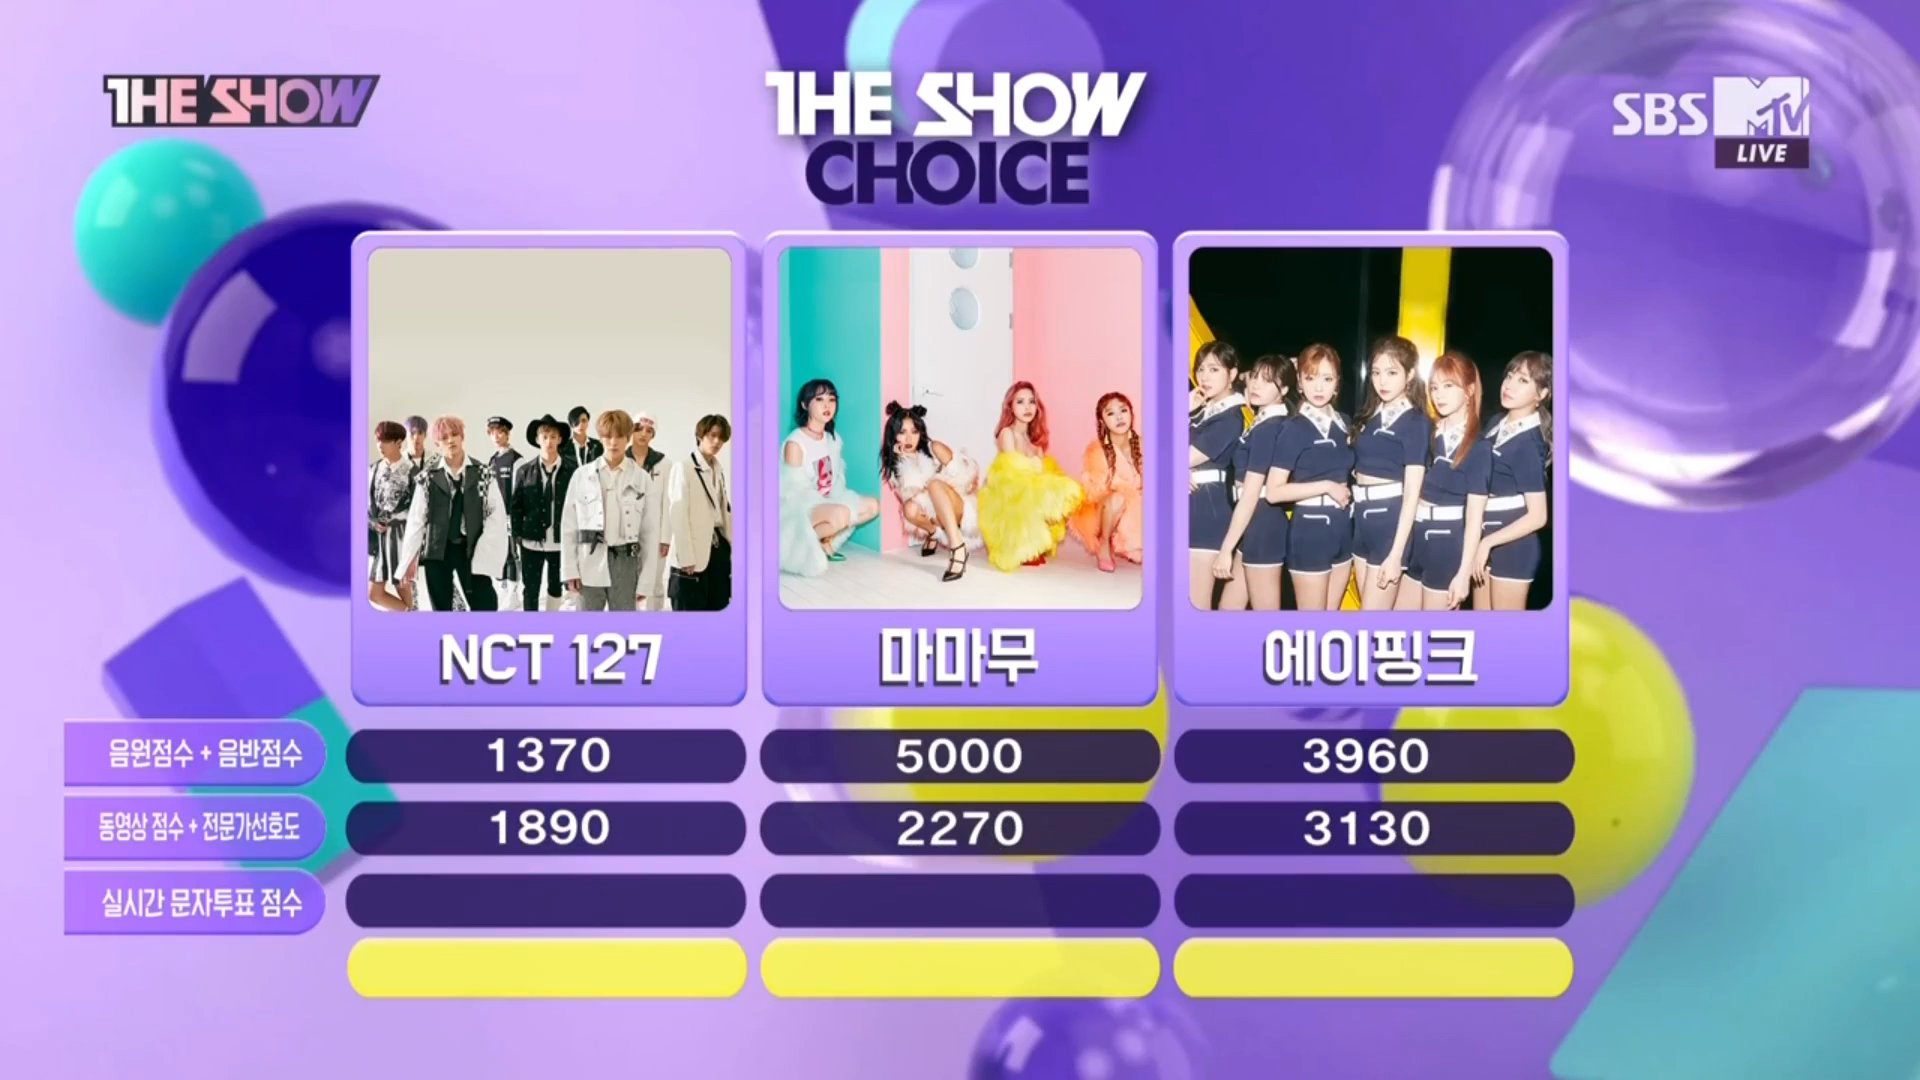 THE SHOW
THE SHOW
CHOICE
SBS MTV
LIVE
NCT 127
마마무
에이핑크
음원점수 + 음반점수 1370 5000 3960
동영상 점수 + 전문가선호도 1890 2270 3130
실시간 문자투표 점수